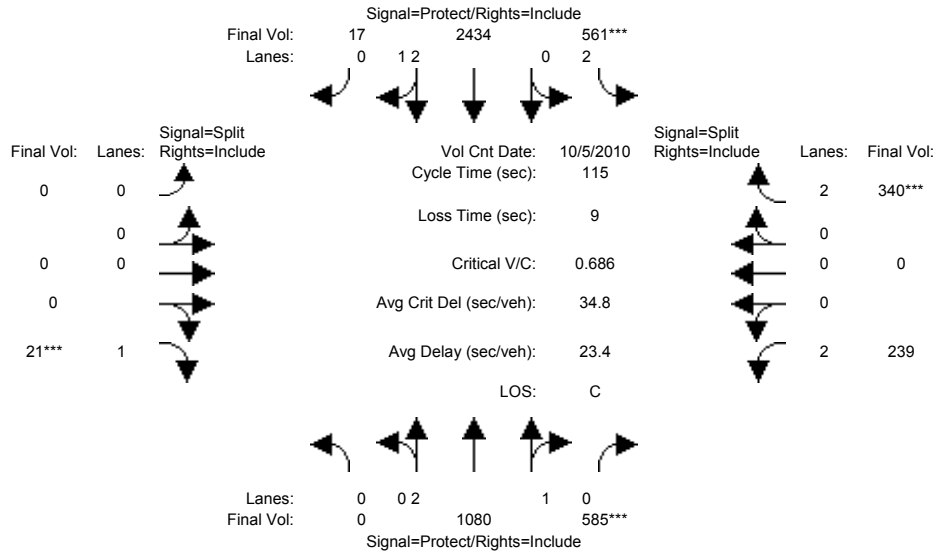 Signal=Protect/Rights=Include
Final Vol: 17 2434 561***
Lanes: 0 1 2 0 2
Signal=Split Signal=Split
Final Vol: Lanes: Rights=Include Vol Cnt Date: 10/5/2010 Rights=Include Lanes: Final Vol:
Cycle Time (sec): 115
0 0 2 340***
Loss Time (sec): 9
0 0
0 0 Critical V/C: 0.686 0 0
0 Avg Crit Del (sec/veh): 34.8 0
21*** 1 Avg Delay (sec/veh): 23.4 2 239
LOS: C
Lanes: 0 0 2 1 0
Final Vol: 0 1080 585***
Signal=Protect/Rights=Include